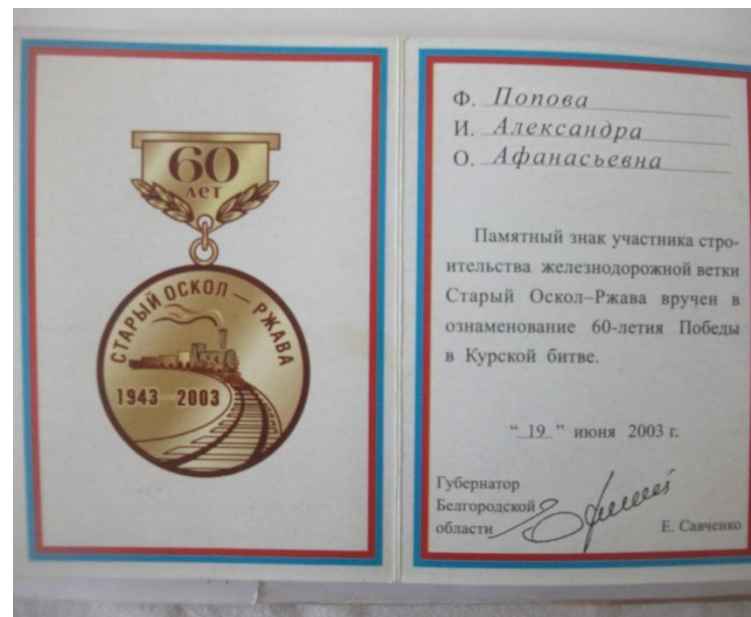 60
лет
СТАРЫЙ ОСКОЛ — РЖАВА
1943—2003
Ф. Попова
И. Александра
О. Афанасьевна
Памятный знак участника стро-
ительства железнодорожной ветки
Старый Оскол–Ржава вручен в
ознаменование 60-летия Победы
в Курской битве.
“ 19 ” июня 2003 г.
Губернатор
Белгородской
области
Е. Савченко